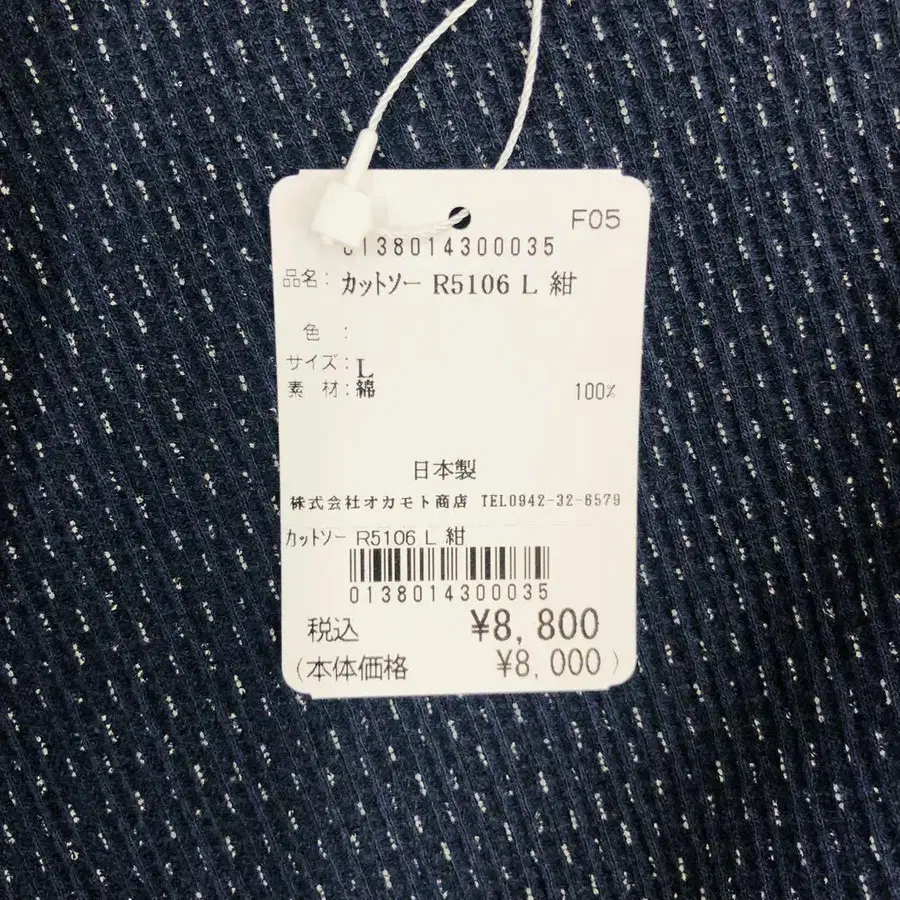 F05
0138014300035
品名: カットソー R5106 L 紺
色 :
サイズ: L
素 材: 綿 100%
日本製
株式会社オカモト商店 TEL0942-32-6579
カットソー R5106 L 紺
0138014300035
税込 ¥8,800
(本体価格 ¥8,000)